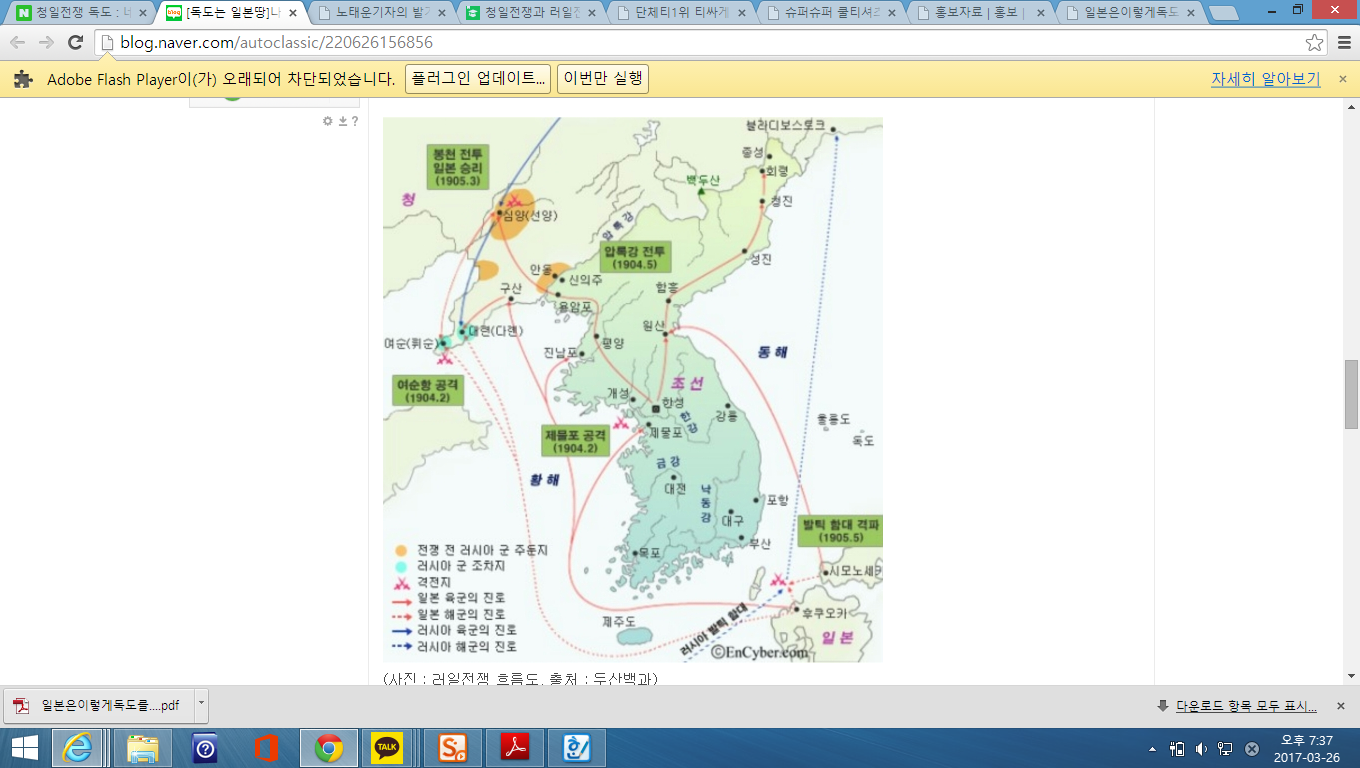 청일전쟁 독도 : 네
[독도는 일본땅]나
노태운기자의 발기
청일전쟁과 러일전
단체티1위 티싸게
슈퍼슈퍼 쿨티셔츠
홍보자료 | 홍보 |
일본은이렇게독도
blog.naver.com/autoclassic/220626156856
Adobe Flash Player이(가) 오래되어 차단되었습니다.
플러그인 업데이트...
이번만 실행
자세히 알아보기
블라디보스토크
종성
회령
백두산
청진
봉천 전투
일본 승리
(1905.3)
청
심양(선양)
압록강
압록강 전투
(1904.5)
성진
안동
신의주
구산
용암포
함흥
대련(다롄)
원산
여순(뤼순)
평양
진남포
동해
여순항 공격
(1904.2)
조선
개성
한성
한강
강릉
울릉도
독도
제물포 공격
(1904.2)
제물포
황해
금강
대전
낙동강
포항
대구
부산
발틱 함대 격파
(1905.5)
목포
시모노세키
전쟁 전 러시아 군 주둔지
러시아 군 조차지
격전지
일본 육군의 진로
일본 해군의 진로
러시아 육군의 진로
러시아 해군의 진로
제주도
러시아 발틱 함대
후쿠오카
일본
ⓒEnCyber.com
(사진 : 러일전쟁 흐름도, 출처 : 두산백과)
일본은이렇게독도를....pdf
다운로드 항목 모두 표시...
TALK
오후 7:37
2017-03-26